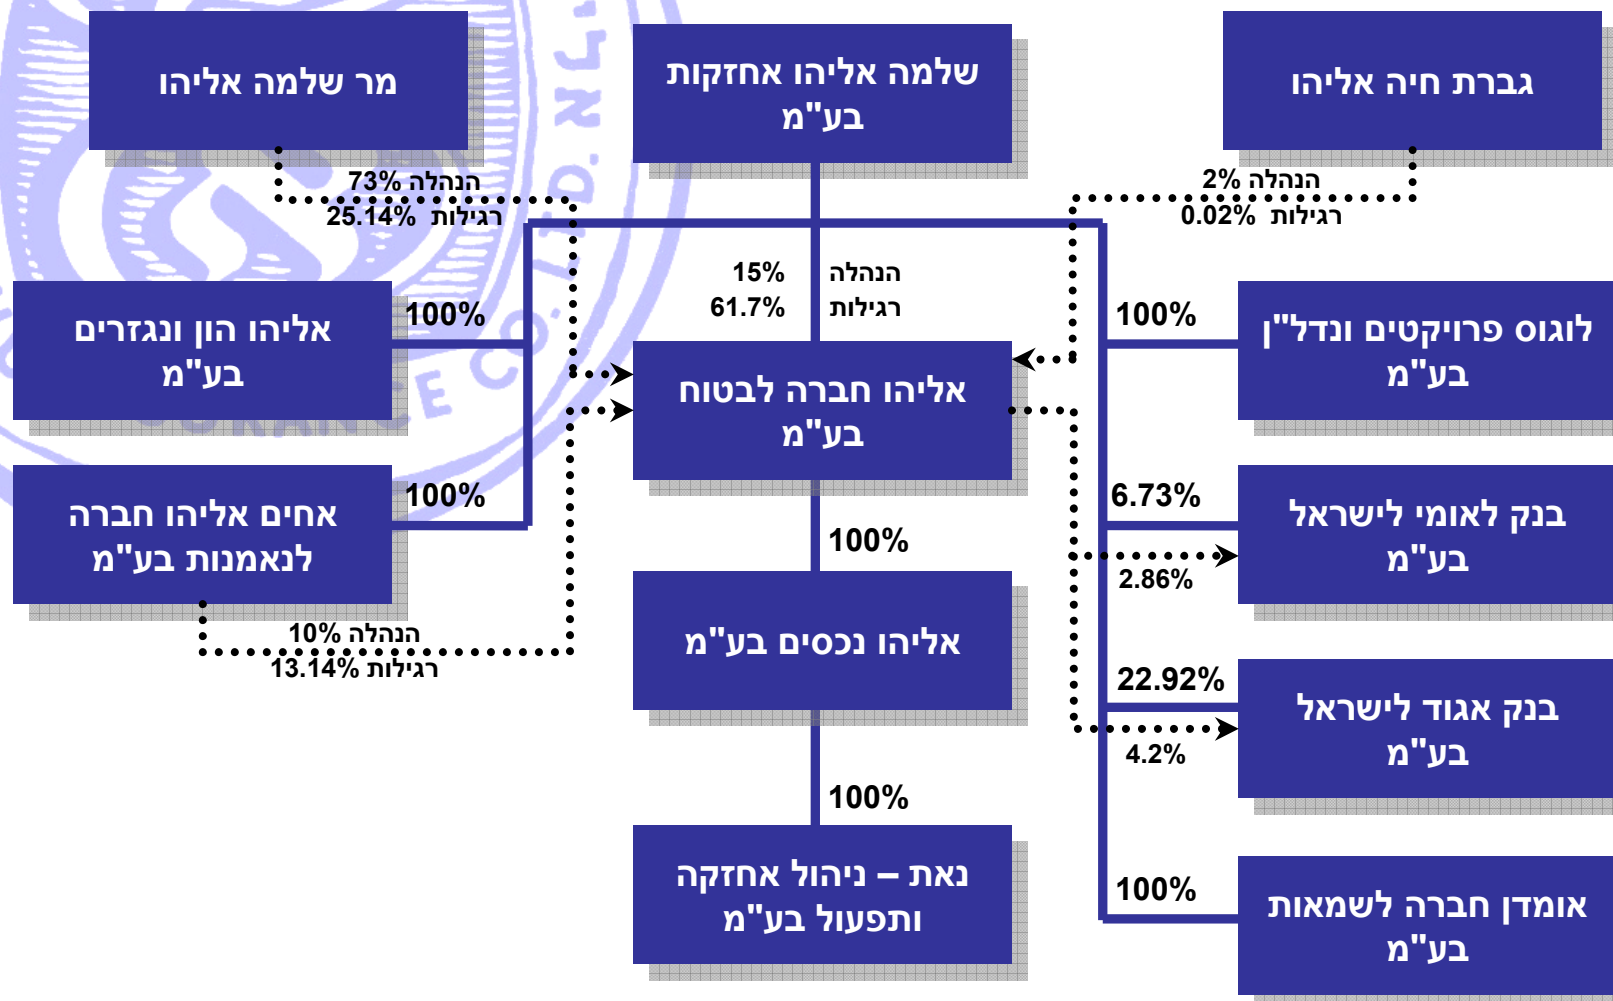 גברת חיה אליהו
שלמה אליהו אחזקות
בע"מ
מר שלמה אליהו
הנהלה 2%
רגילות 0.02%
הנהלה 73%
רגילות 25.14%
הנהלה 15%
רגילות 61.7%
לוגוס פרויקטים ונדל"ן
בע"מ
100%
אליהו חברה לבטוח
בע"מ
100%
אליהו הון ונגזרים
בע"מ
בנק לאומי לישראל
בע"מ
6.73%
2.86%
100%
אחים אליהו חברה
לנאמנות בע"מ
הנהלה 10%
רגילות 13.14%
100%
אליהו נכסים בע"מ
בנק אגוד לישראל
בע"מ
22.92%
4.2%
100%
נאת – ניהול אחזקה
ותפעול בע"מ
אומדן חברה לשמאות
בע"מ
100%